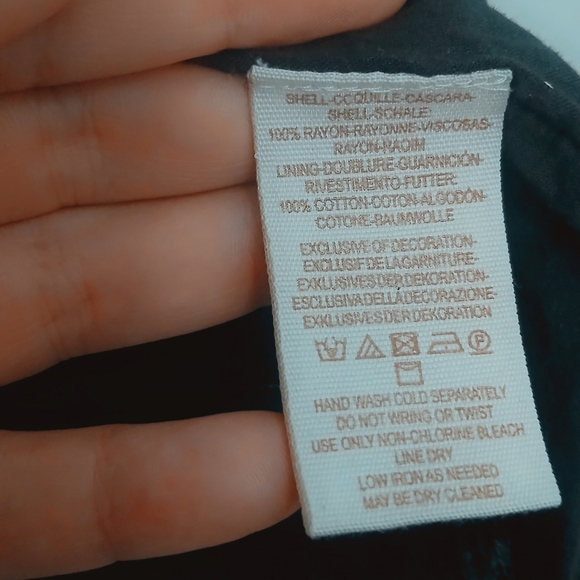 SHELL-COQUILLE-CASCARA-
SHELL-SCHALE:
100% RAYON-RAYONNE-VISCOSAS-
RAYON-RAOIM
LINING-DOUBLURE-GUARNICIÓN-
RIVESTIMENTO-FUTTER:
100% COTTON-COTON-ALGODÓN-
COTONE-BAUMWOLLE
EXCLUSIVE OF DECORATION-
EXCLUSIF DE LA GARNITURE-
EXKLUSIVES DER DEKORATION-
ESCLUSIVA DELLA DECORAZIONE-
EXKLUSIVES DER DEKORATION
P
HAND WASH COLD SEPARATELY
DO NOT WRING OR TWIST
USE ONLY NON-CHLORINE BLEACH
LINE DRY
LOW IRON AS NEEDED
MAY BE DRY CLEANED